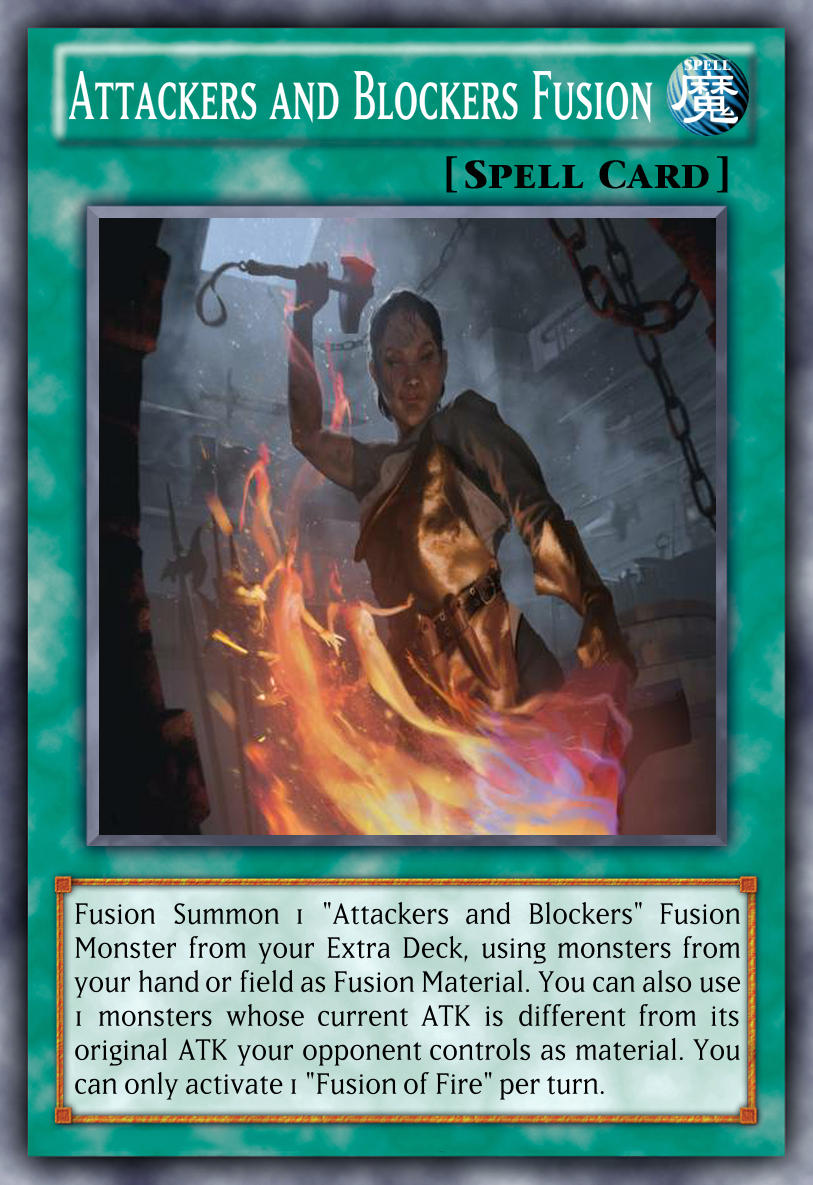 Attackers and Blockers Fusion
SPELL
魔
[Spell Card]
Fusion Summon 1 "Attackers and Blockers" Fusion
Monster from your Extra Deck, using monsters from
your hand or field as Fusion Material. You can also use
1 monsters whose current ATK is different from its
original ATK your opponent controls as material. You
can only activate 1 "Fusion of Fire" per turn.